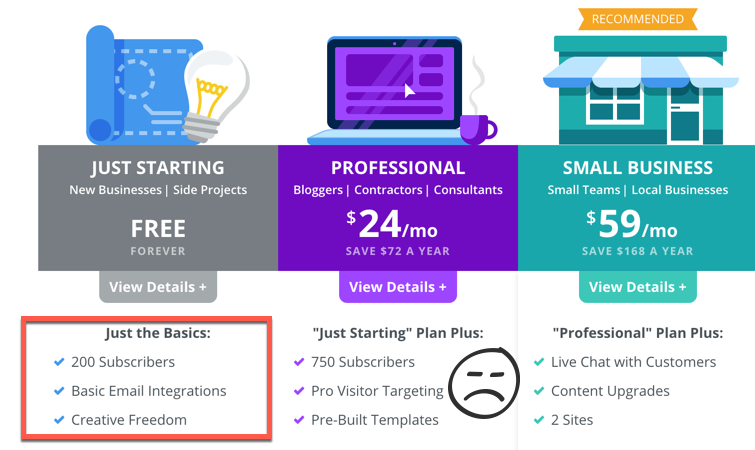 RECOMMENDED
JUST STARTING
New Businesses | Side Projects
FREE
FOREVER
View Details +
Just the Basics:
200 Subscribers
Basic Email Integrations
Creative Freedom
PROFESSIONAL
Bloggers | Contractors | Consultants
$24/mo
SAVE $72 A YEAR
View Details +
"Just Starting" Plan Plus:
750 Subscribers
Pro Visitor Targeting
Pre-Built Templates
SMALL BUSINESS
Small Teams | Local Businesses
$59/mo
SAVE $168 A YEAR
View Details +
"Professional" Plan Plus:
Live Chat with Customers
Content Upgrades
2 Sites